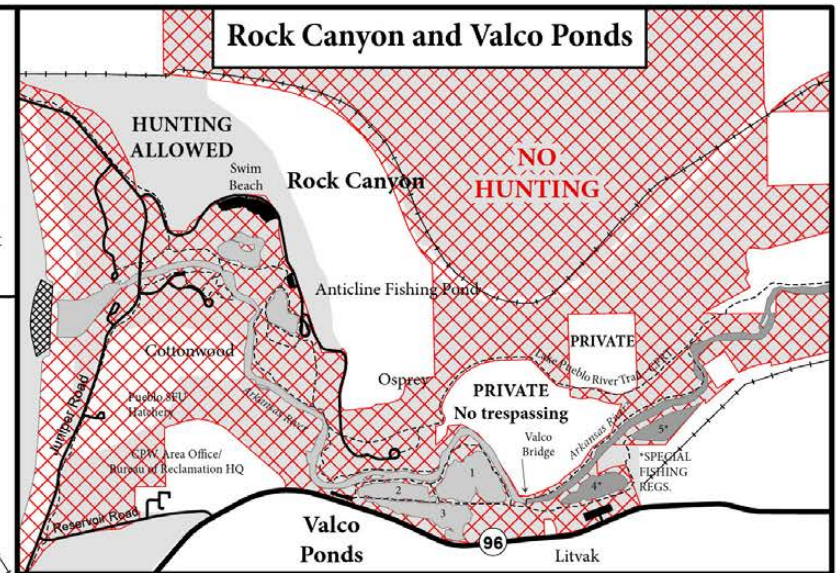 Rock Canyon and Valco Ponds
HUNTING
ALLOWED
NO
HUNTING
Swim
Beach
Rock Canyon
Anticline Fishing Pond
PRIVATE
Cottonwood
Lake Pueblo River Trail
Osprey
PRIVATE
No trespassing
Pueblo SFU
Hatchery
Arkansas River
Arkansas River
Juniper Road
Valco
Bridge
5*
*SPECIAL
FISHING
REGS.
CPW Area Office/
Bureau of Reclamation HQ
1
2
3
4*
Reservoir Road
Valco
Ponds
96
Litvak